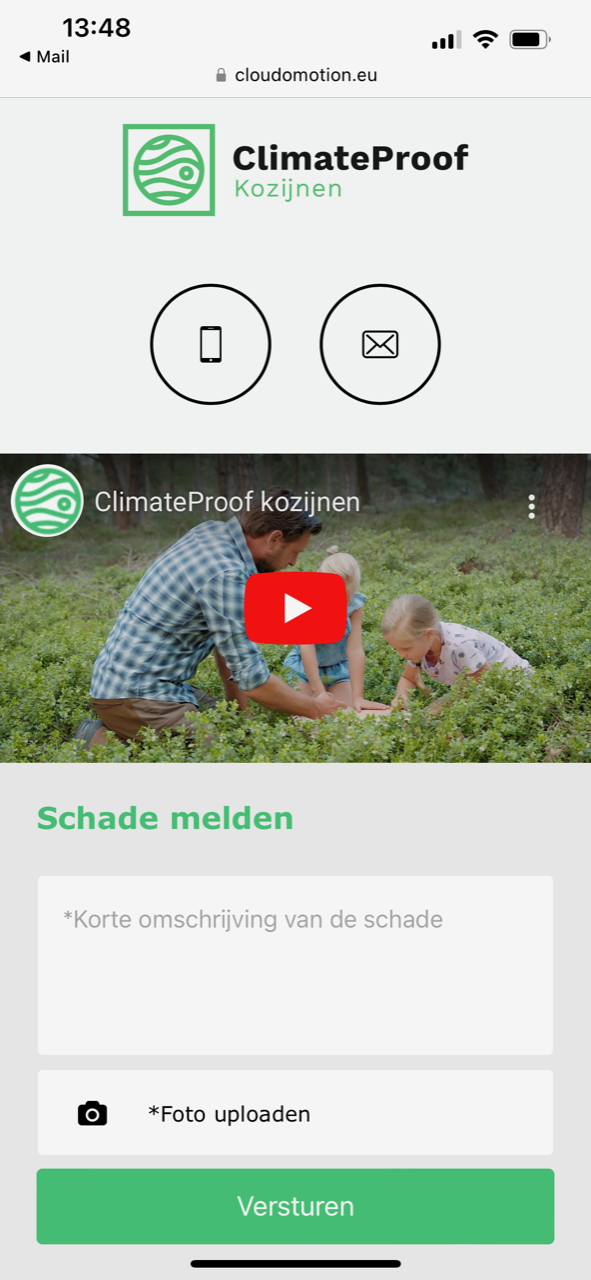 13:48
◀ Mail
cloudomotion.eu
ClimateProof
Kozijnen
ClimateProof kozijnen
Schade melden
*Korte omschrijving van de schade
*Foto uploaden
Versturen